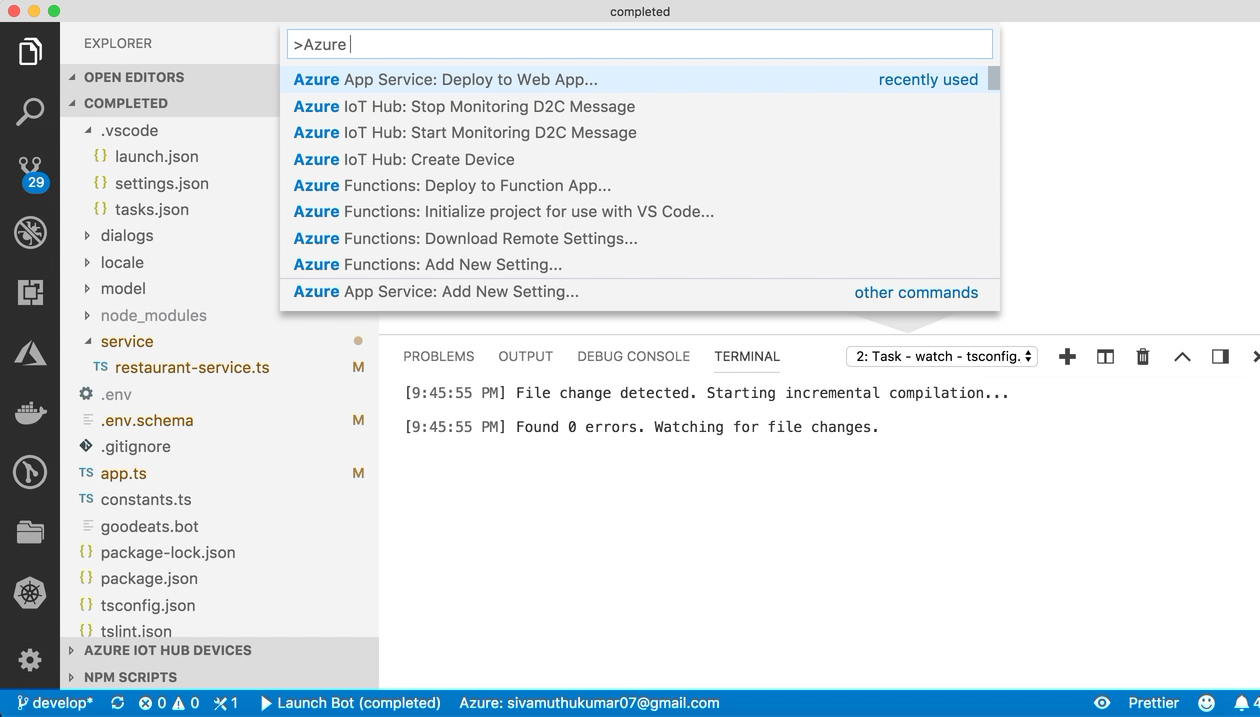 completed
EXPLORER
OPEN EDITORS
COMPLETED
.vscode
{} launch.json
{} settings.json
{} tasks.json
dialogs
locale
model
node_modules
service
TS restaurant-service.ts M
.env
.env.schema M
.gitignore
TS app.ts M
TS constants.ts
goodeats.bot
{} package-lock.json
{} package.json
{} tsconfig.json
{} tslint.json
AZURE IOT HUB DEVICES
NPM SCRIPTS
29
>Azure
Azure App Service: Deploy to Web App... recently used
Azure IoT Hub: Stop Monitoring D2C Message
Azure IoT Hub: Start Monitoring D2C Message
Azure IoT Hub: Create Device
Azure Functions: Deploy to Function App...
Azure Functions: Initialize project for use with VS Code...
Azure Functions: Download Remote Settings...
Azure Functions: Add New Setting...
Azure App Service: Add New Setting... other commands
PROBLEMS OUTPUT DEBUG CONSOLE TERMINAL 2: Task - watch - tsconfig.
[9:45:55 PM] File change detected. Starting incremental compilation...
[9:45:55 PM] Found 0 errors. Watching for file changes.
develop* 0 0 1 Launch Bot (completed) Azure: sivamuthukumar07@gmail.com Prettier 4